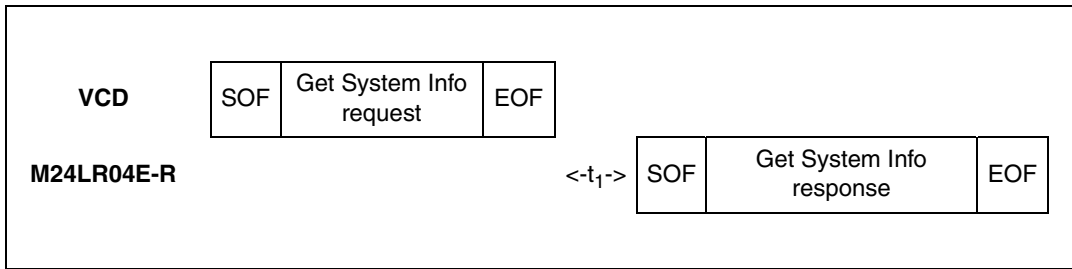 VCD SOF Get System Info request EOF
M24LR04E-R <-t1-> SOF Get System Info response EOF